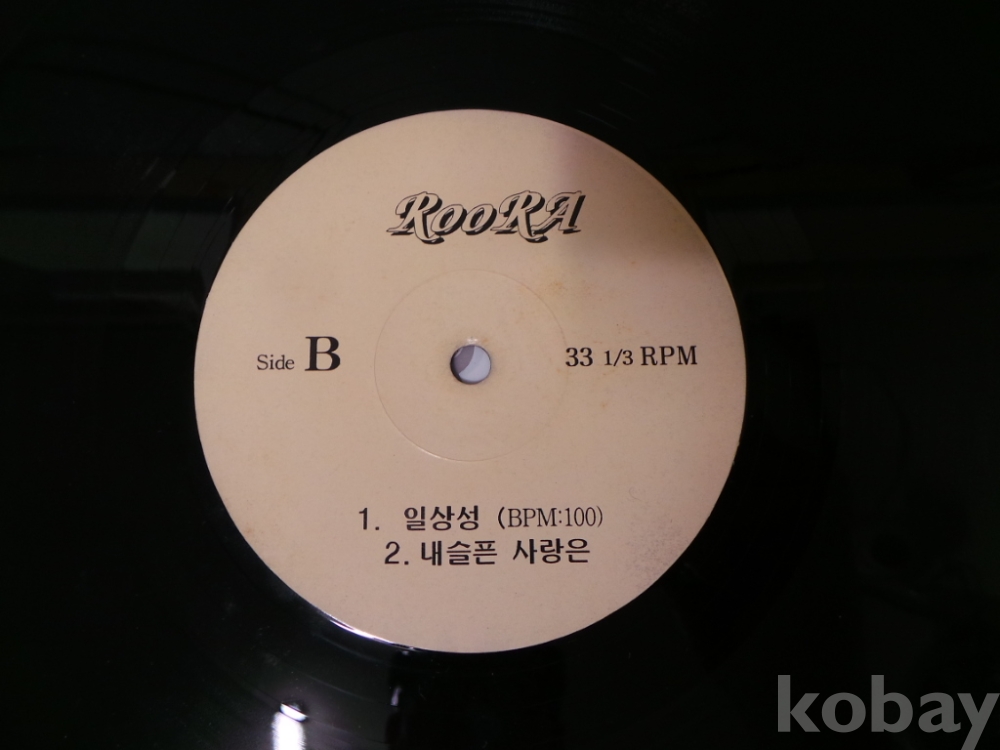 RooRA
Side B
33 1/3 RPM
1. 일상성 (BPM:100)
2. 내슬픈 사랑은
kobay